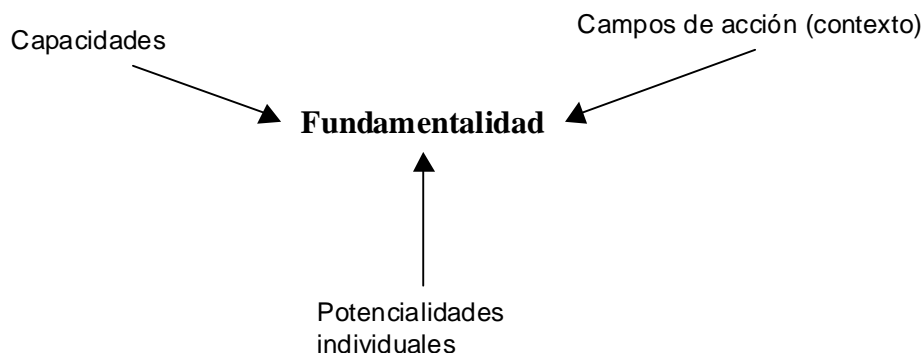 Campos de acción (contexto)
Capacidades
Fundamentalidad
Potencialidades
individuales